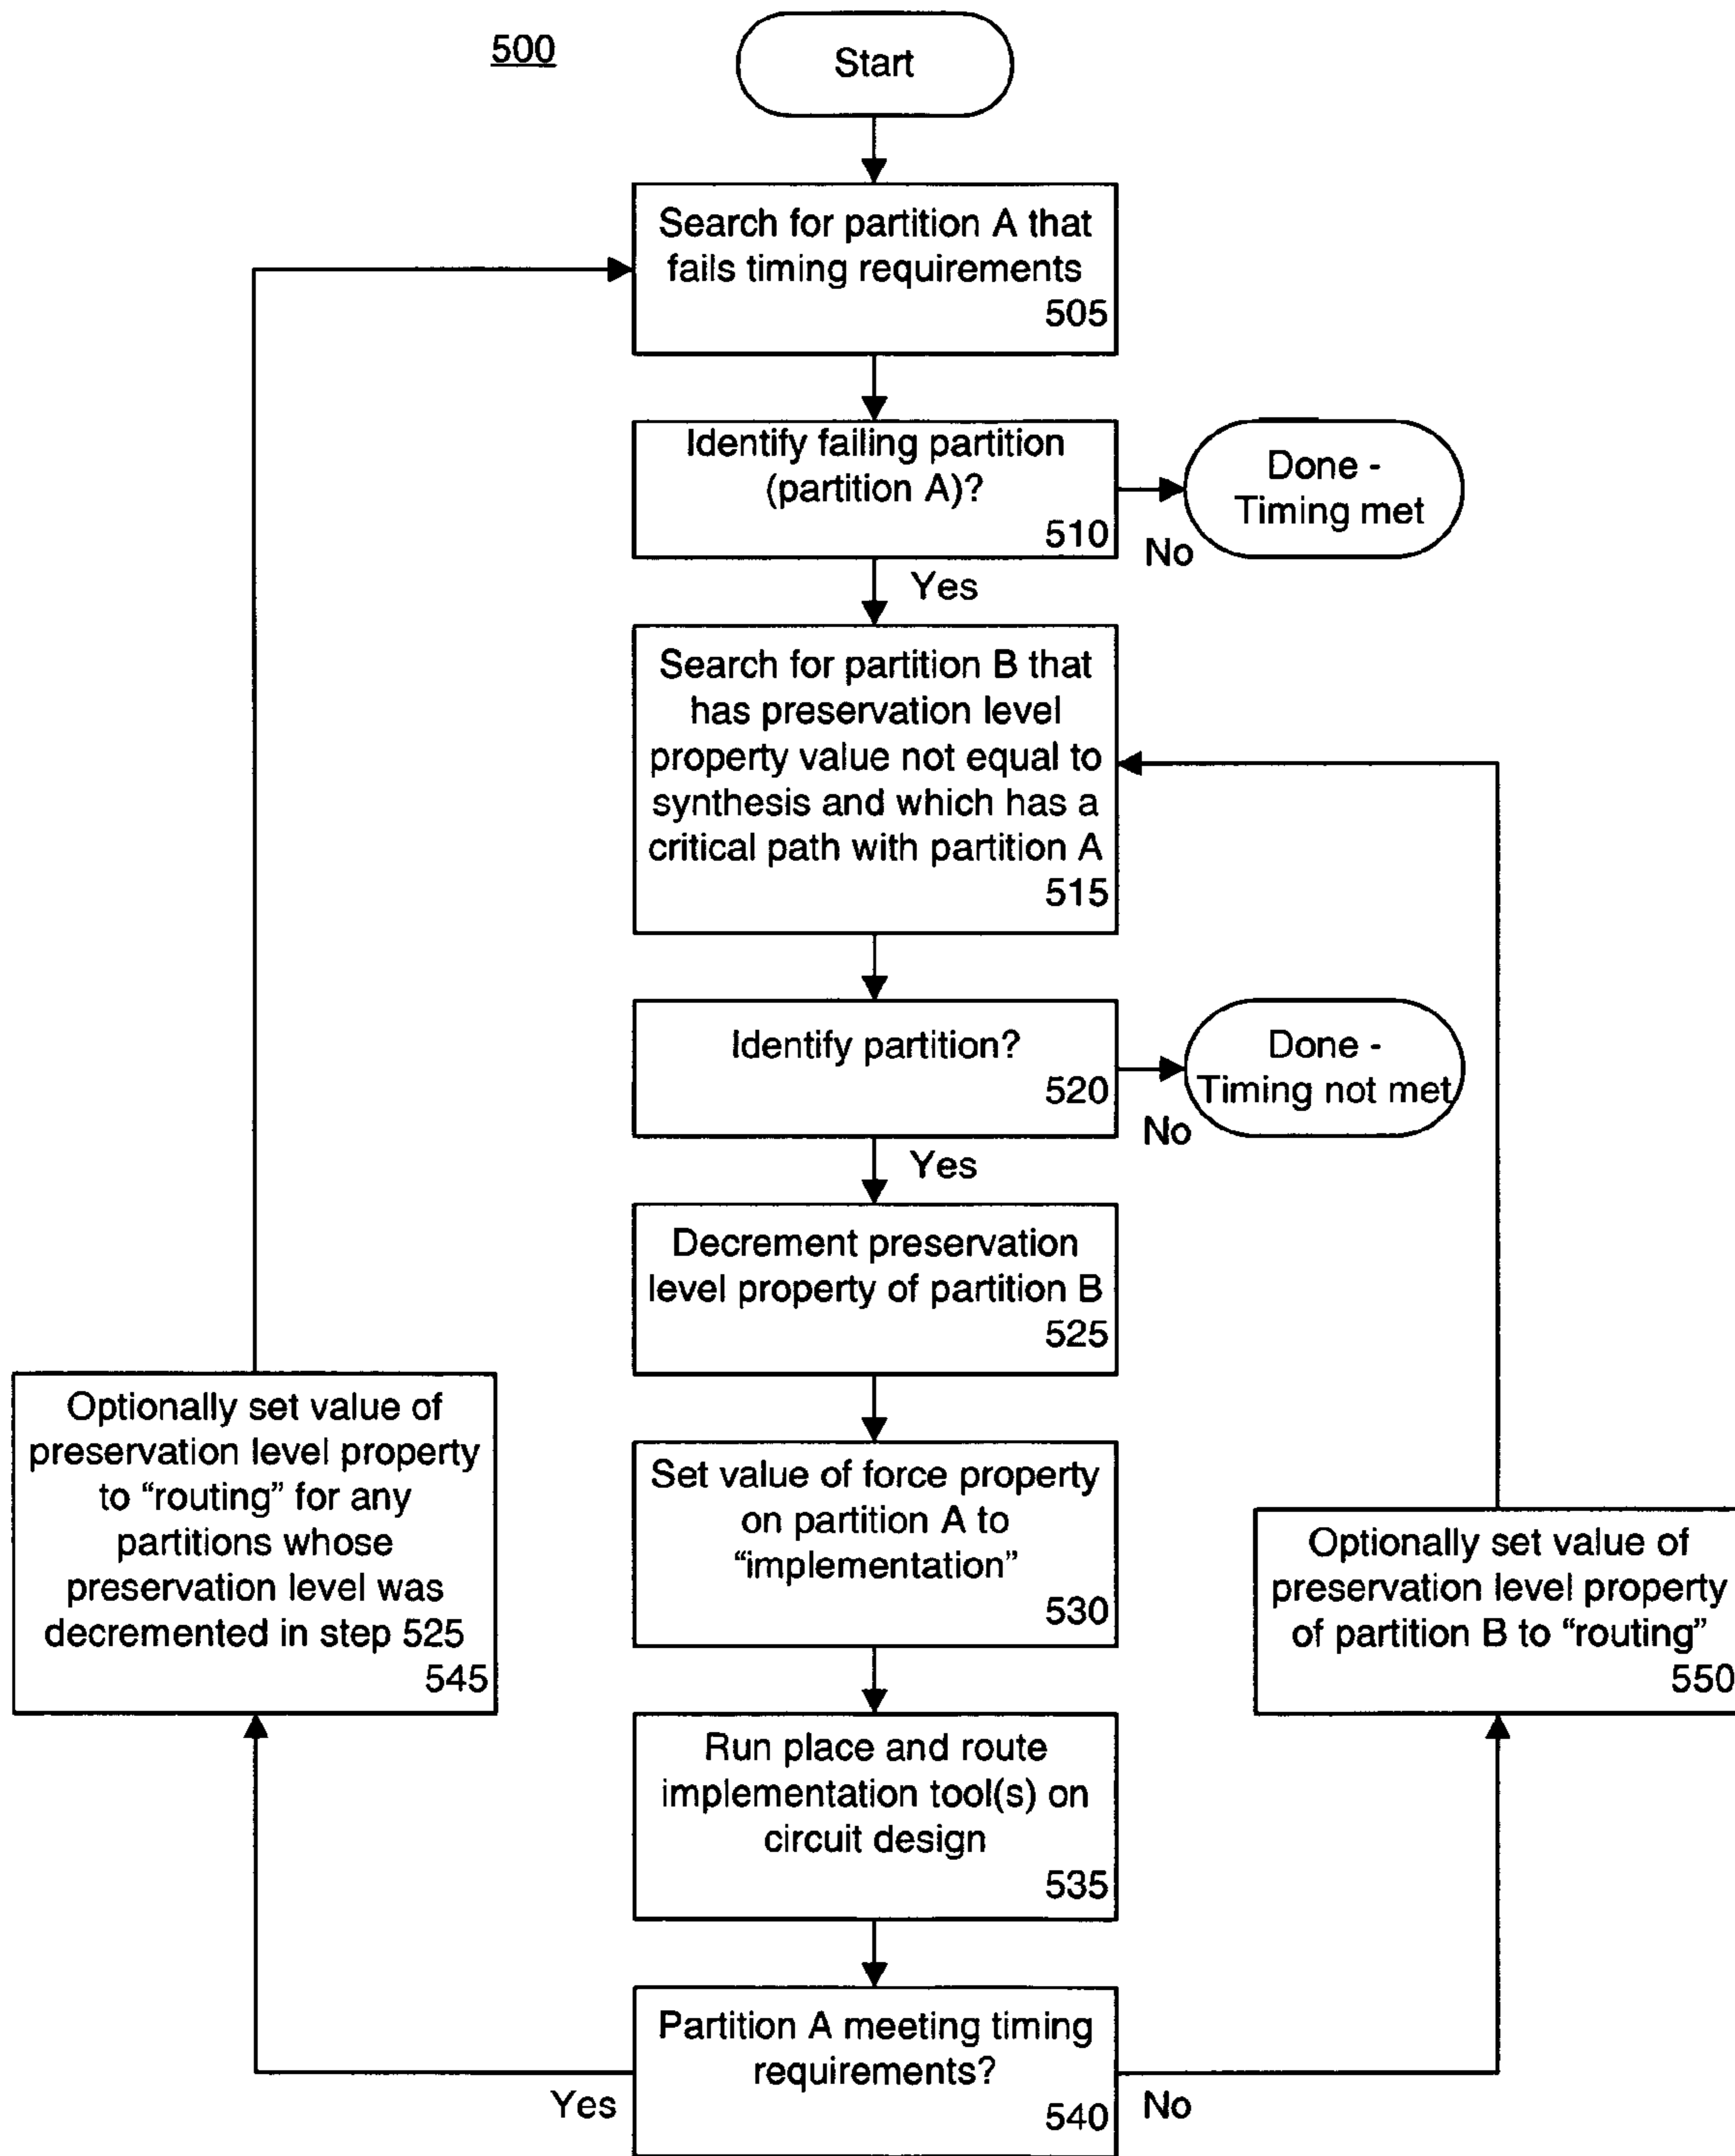 500
Start
Search for partition A that
fails timing requirements
505
Identify failing partition
(partition A)?
510
Done -
Timing met
No
Yes
Search for partition B that
has preservation level
property value not equal to
synthesis and which has a
critical path with partition A
515
Identify partition?
520
Done -
Timing not met
No
Yes
Decrement preservation
level property of partition B
525
Set value of force property
on partition A to
“implementation”
530
Run place and route
implementation tool(s) on
circuit design
535
Partition A meeting timing
requirements?
540
Yes
No
Optionally set value of
preservation level property
to “routing” for any
partitions whose
preservation level was
decremented in step 525
545
Optionally set value of
preservation level property
of partition B to “routing”
550